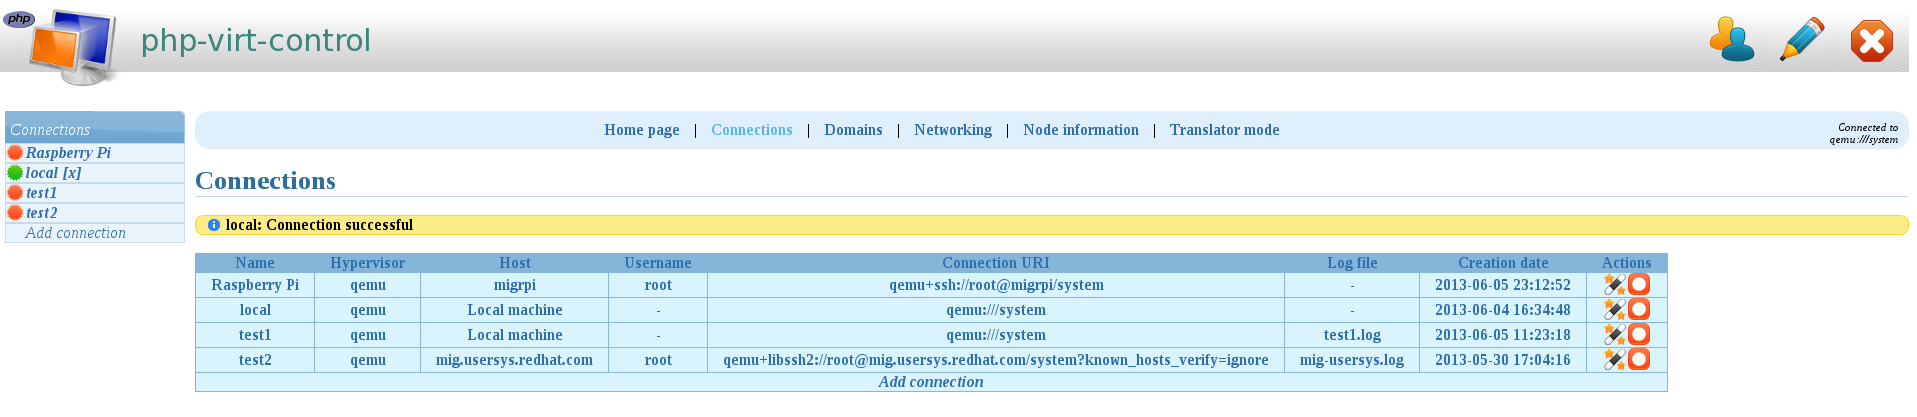 php
php-virt-control
Connections
Raspberry Pi
local [x]
test1
test2
Add connection
Home page | Connections | Domains | Networking | Node information | Translator mode
Connected to
qemu:///system
Connections
local: Connection successful
Name Hypervisor Host Username Connection URI Log file Creation date Actions
Raspberry Pi qemu migrpi root qemu+ssh://root@migrpi/system - 2013-06-05 23:12:52
local qemu Local machine - qemu:///system - 2013-06-04 16:34:48
test1 qemu Local machine - qemu:///system test1.log 2013-06-05 11:23:18
test2 qemu mig.usersys.redhat.com root qemu+libssh2://root@mig.usersys.redhat.com/system?known_hosts_verify=ignore mig-usersys.log 2013-05-30 17:04:16
Add connection